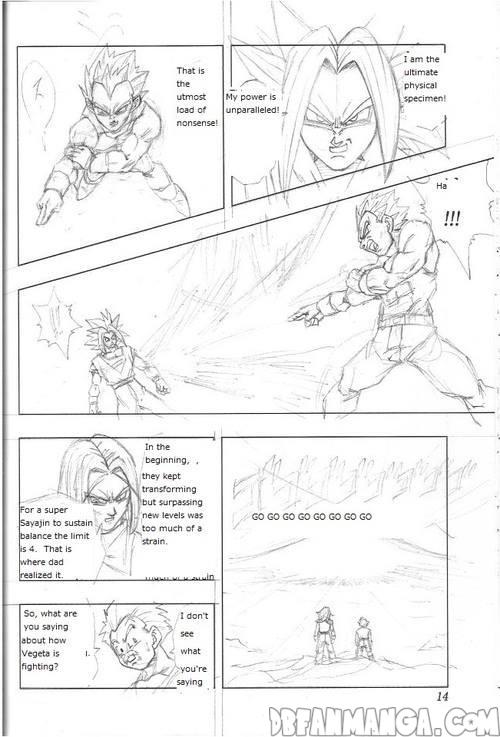 That is
the
utmost
load of
nonsense!
My power is
unparalleled!
I am the
ultimate
physical
specimen!
Ha
!!!
In the
beginning, ,
they kept
transforming
but surpassing
new levels was
too much of a
strain.
For a super
Sayajin to sustain
balance the limit
is 4. That is
where dad
realized it.
much of a strain
GO GO GO GO GO GO GO GO
So, what are
you saying
about how
Vegeta is
fighting?
I don't
see
what
you're
saying
14
DBFANMANGA.COM